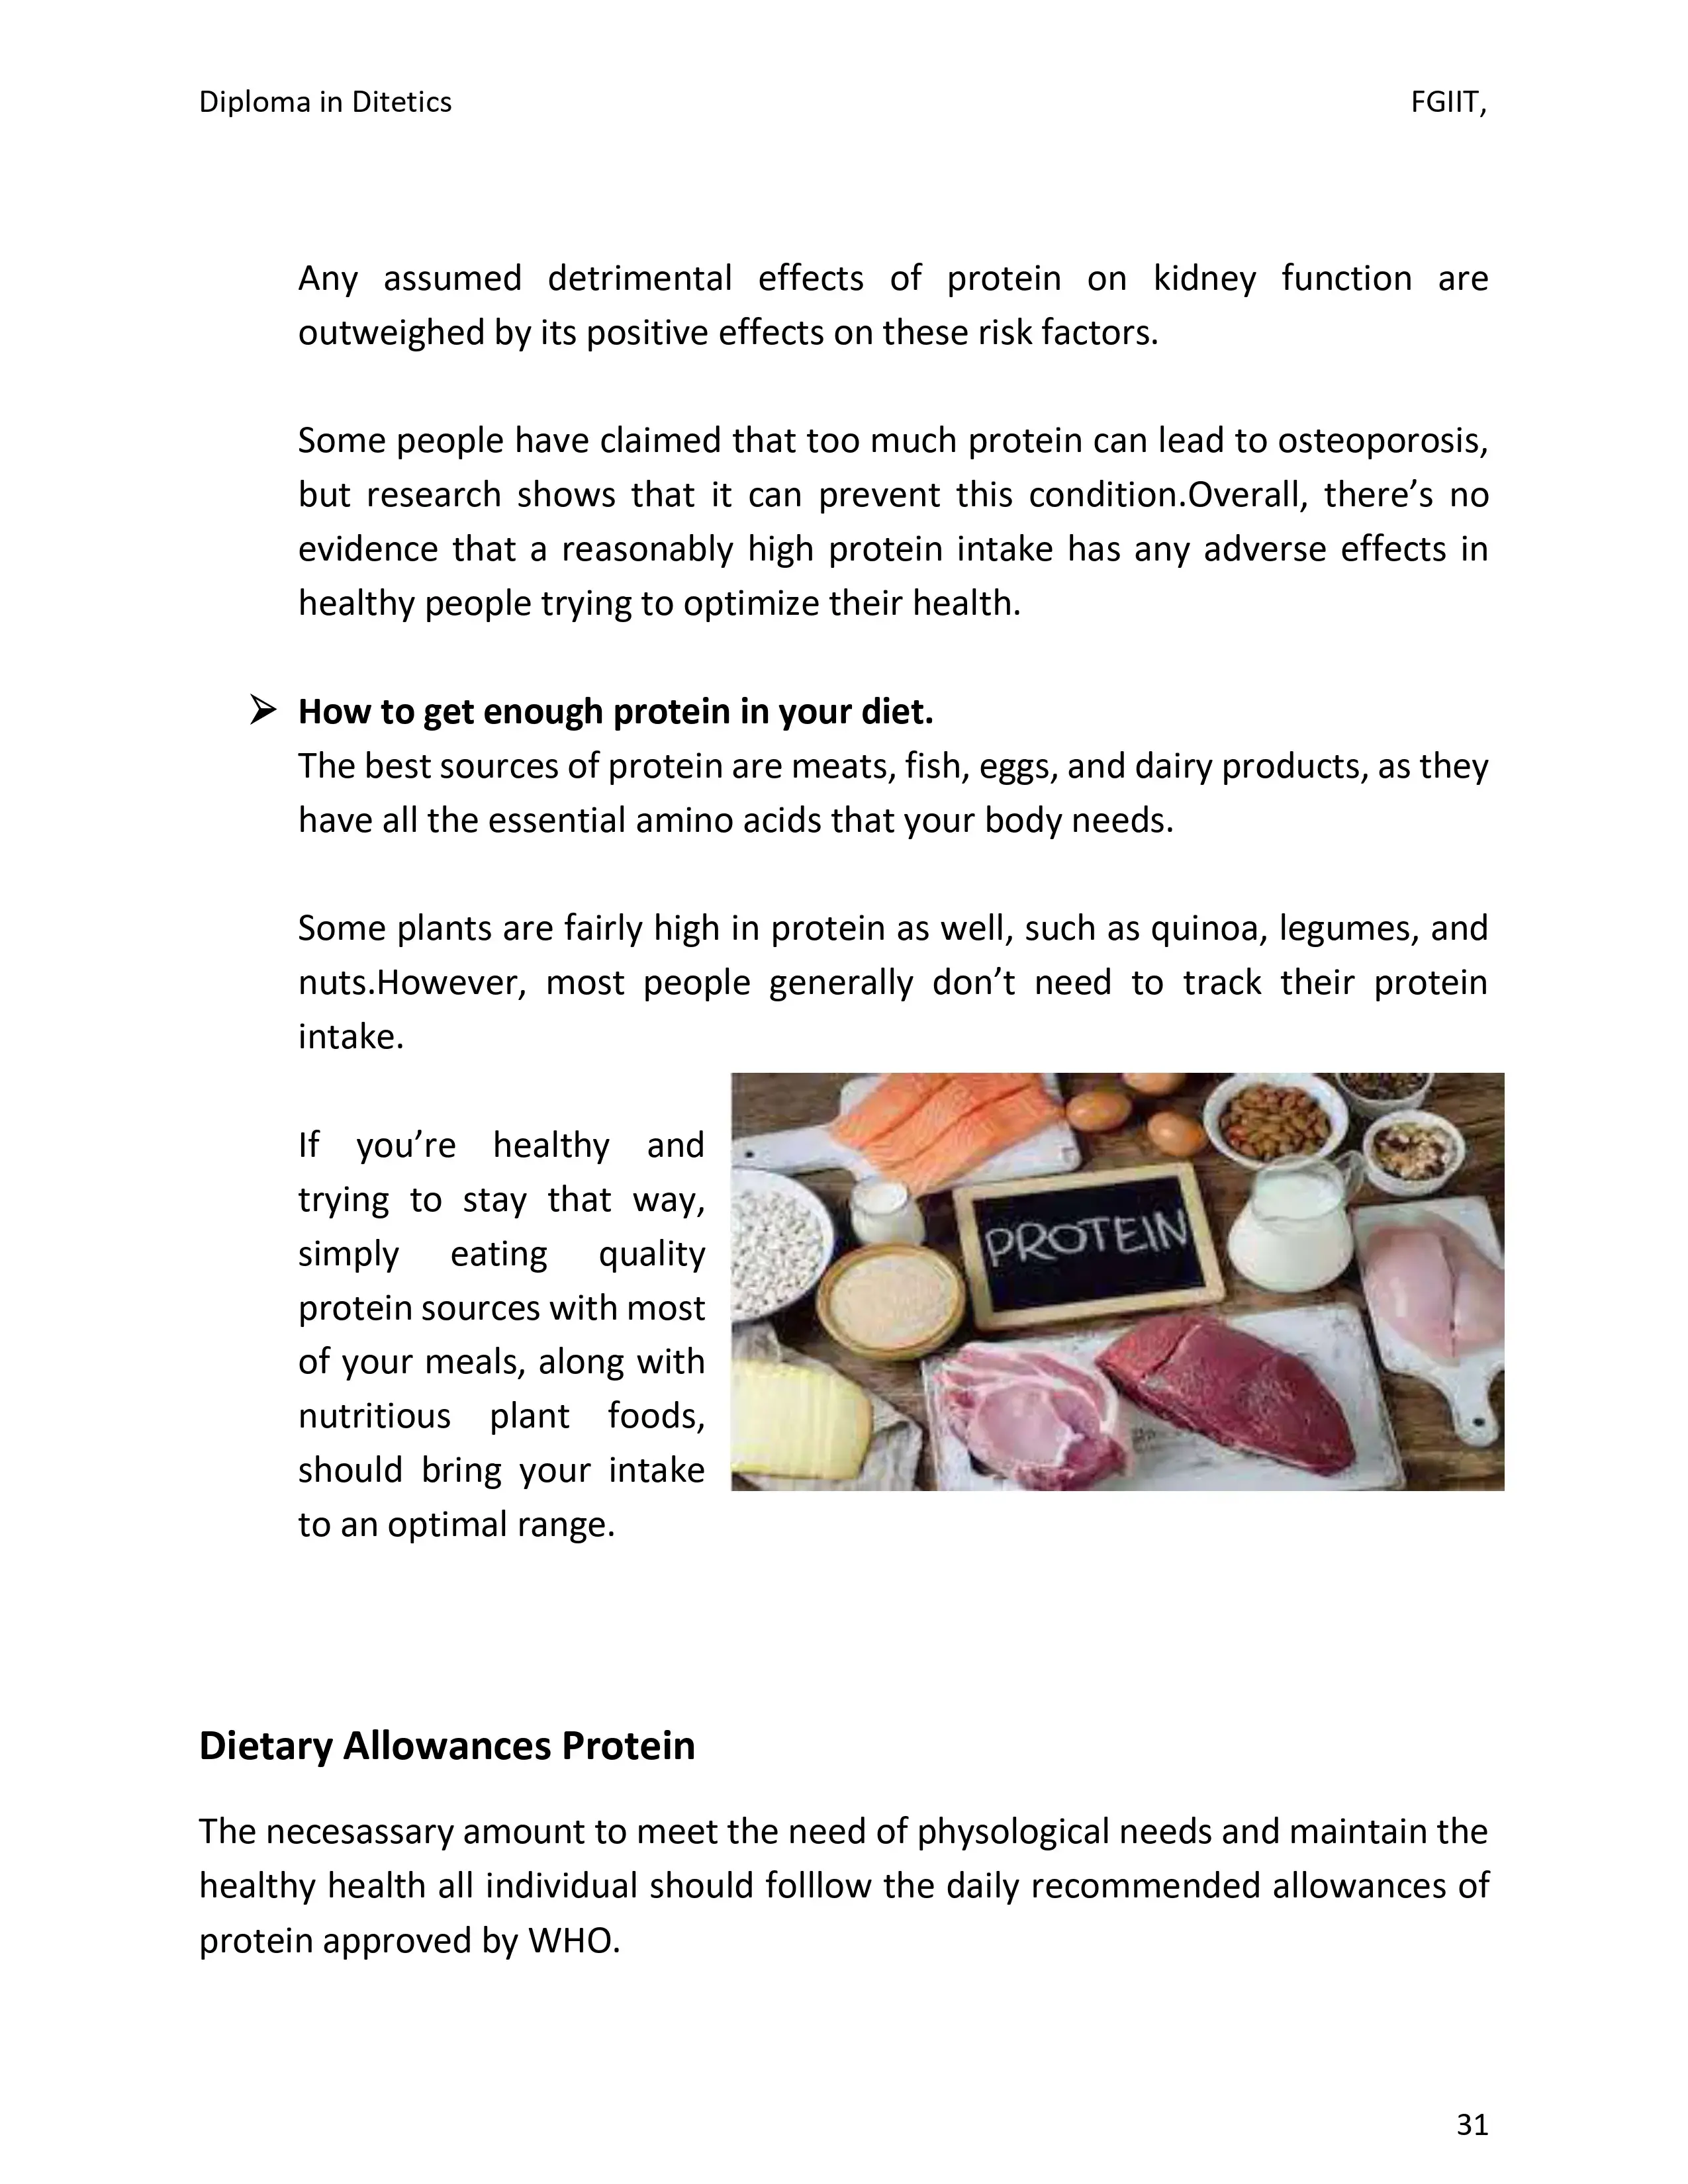 Diploma in Ditetics FGIIT,
Any assumed detrimental effects of protein on kidney function are
outweighed by its positive effects on these risk factors.
Some people have claimed that too much protein can lead to osteoporosis,
but research shows that it can prevent this condition.Overall, there’s no
evidence that a reasonably high protein intake has any adverse effects in
healthy people trying to optimize their health.
➢ How to get enough protein in your diet.
The best sources of protein are meats, fish, eggs, and dairy products, as they
have all the essential amino acids that your body needs.
Some plants are fairly high in protein as well, such as quinoa, legumes, and
nuts.However, most people generally don’t need to track their protein
intake.
If you’re healthy and
trying to stay that way,
simply eating quality
protein sources with most
of your meals, along with
nutritious plant foods,
should bring your intake
to an optimal range.
PROTEIN
Dietary Allowances Protein
The necesassary amount to meet the need of physological needs and maintain the
healthy health all individual should folllow the daily recommended allowances of
protein approved by WHO.
31